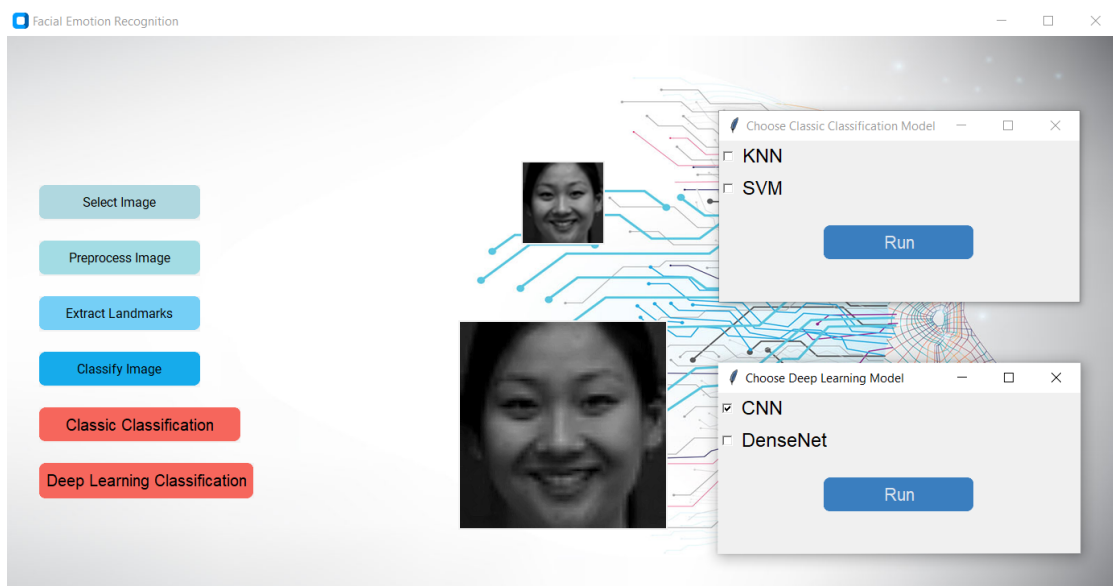 Facial Emotion Recognition
Select Image
Preprocess Image
Extract Landmarks
Classify Image
Classic Classification
Deep Learning Classification
Choose Classic Classification Model
KNN
SVM
Run
Choose Deep Learning Model
CNN
DenseNet
Run